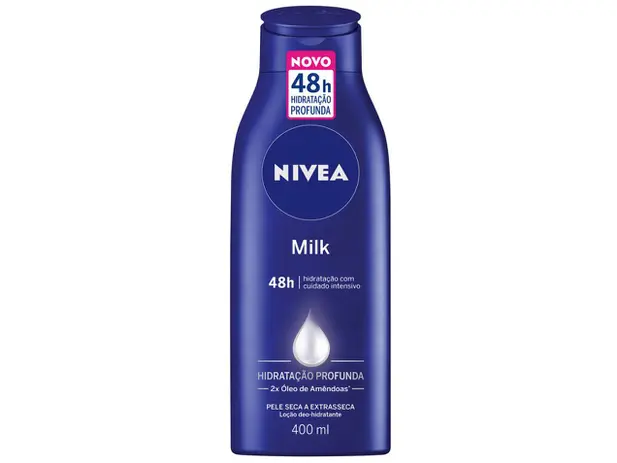 NOVO
48h
HIDRATAÇÃO
PROFUNDA
NIVEA
Milk
48h
hidratação com
cuidado intensivo
HIDRATAÇÃO PROFUNDA
2x Óleo de Amêndoas*
PELE SECA A EXTRASSECA
Loção deo-hidratante
400 ml